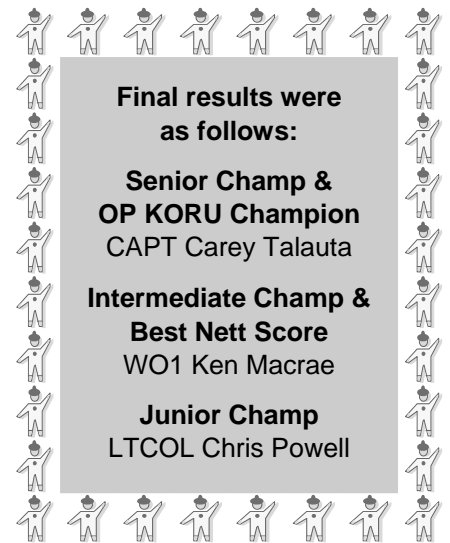 Final results were
as follows:
Senior Champ &
OP KORU Champion
CAPT Carey Talauta
Intermediate Champ &
Best Nett Score
WO1 Ken Macrae
Junior Champ
LTCOL Chris Powell